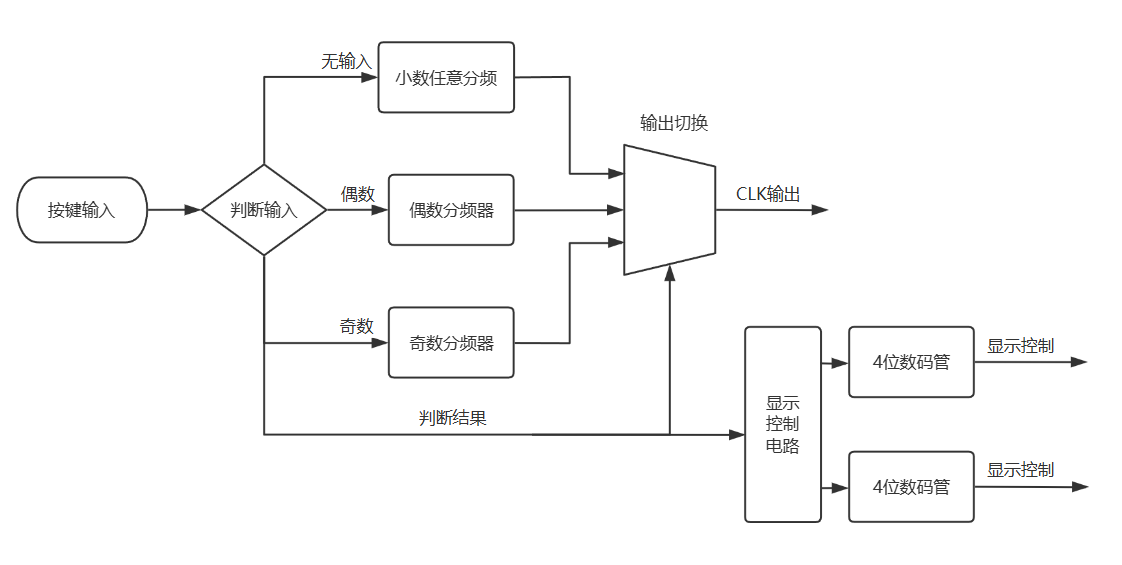 无输入
小数任意分频
输出切换
按键输入
判断输入
偶数
偶数分频器
CLK输出
奇数
奇数分频器
判断结果
显示
控制
电路
4位数码管
显示控制
4位数码管
显示控制